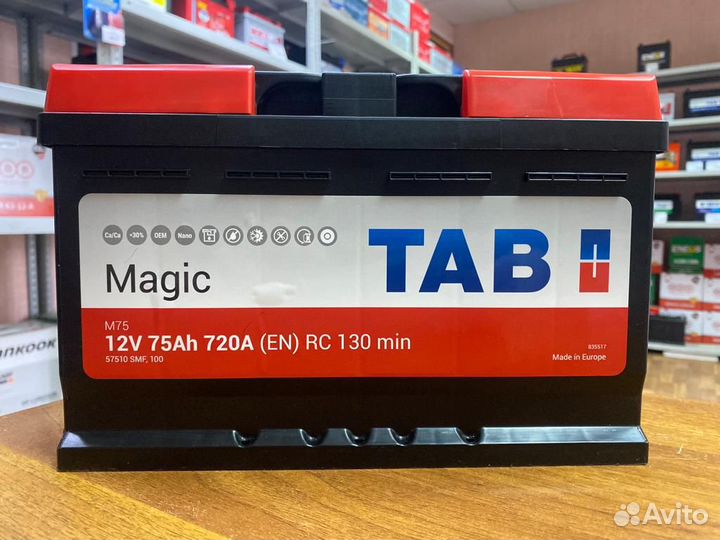 Ca/Ca +30% OEM Nano
TAB
Magic
M75
12V 75Ah 720A (EN) RC 130 min
57510 SMF, 100
835517
Made in Europe
ANKOOK
Avito